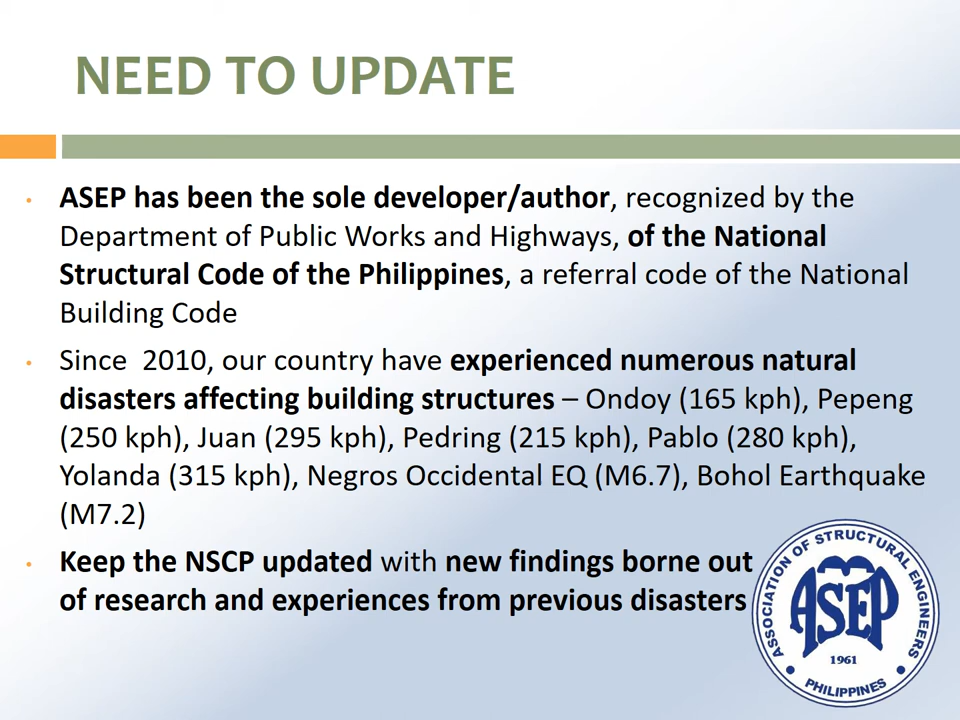 NEED TO UPDATE
• ASEP has been the sole developer/author, recognized by the
Department of Public Works and Highways, of the National
Structural Code of the Philippines, a referral code of the National
Building Code
• Since  2010, our country have experienced numerous natural
disasters affecting building structures – Ondoy (165 kph), Pepeng
(250 kph), Juan (295 kph), Pedring (215 kph), Pablo (280 kph),
Yolanda (315 kph), Negros Occidental EQ (M6.7), Bohol Earthquake
(M7.2)
• Keep the NSCP updated with new findings borne out
of research and experiences from previous disasters
ASSOCIATION OF STRUCTURAL ENGINEERS
ASEP
1961
PHILIPPINES